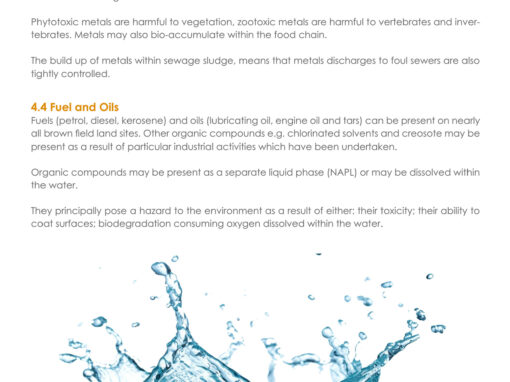 Phytotoxic metals are harmful to vegetation, zootoxic metals are harmful to vertebrates and inver-
tebrates. Metals may also bio-accumulate within the food chain.
The build up of metals within sewage sludge, means that metals discharges to foul sewers are also
tightly controlled.
4.4 Fuel and Oils
Fuels (petrol, diesel, kerosene) and oils (lubricating oil, engine oil and tars) can be present on nearly
all brown field land sites. Other organic compounds e.g. chlorinated solvents and creosote may be
present as a result of particular industrial activities which have been undertaken.
Organic compounds may be present as a separate liquid phase (NAPL) or may be dissolved within
the water.
They principally pose a hazard to the environment as a result of either; their toxicity; their ability to
coat surfaces; biodegradation consuming oxygen dissolved within the water.